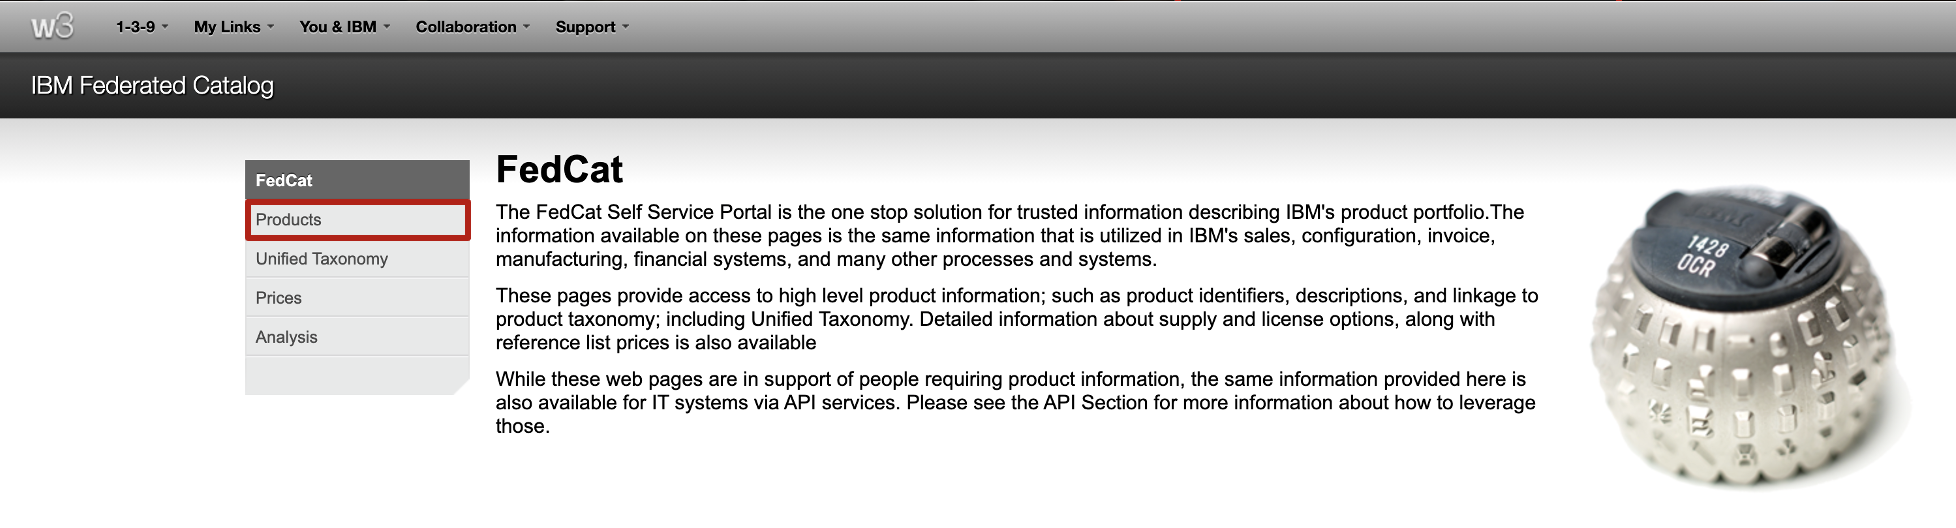 w3 1-3-9 My Links You & IBM Collaboration Support
IBM Federated Catalog
FedCat
Products
Unified Taxonomy
Prices
Analysis
FedCat
The FedCat Self Service Portal is the one stop solution for trusted information describing IBM's product portfolio.The
information available on these pages is the same information that is utilized in IBM's sales, configuration, invoice,
manufacturing, financial systems, and many other processes and systems.
These pages provide access to high level product information; such as product identifiers, descriptions, and linkage to
product taxonomy; including Unified Taxonomy. Detailed information about supply and license options, along with
reference list prices is also available
While these web pages are in support of people requiring product information, the same information provided here is
also available for IT systems via API services. Please see the API Section for more information about how to leverage
those.
1428
OCR